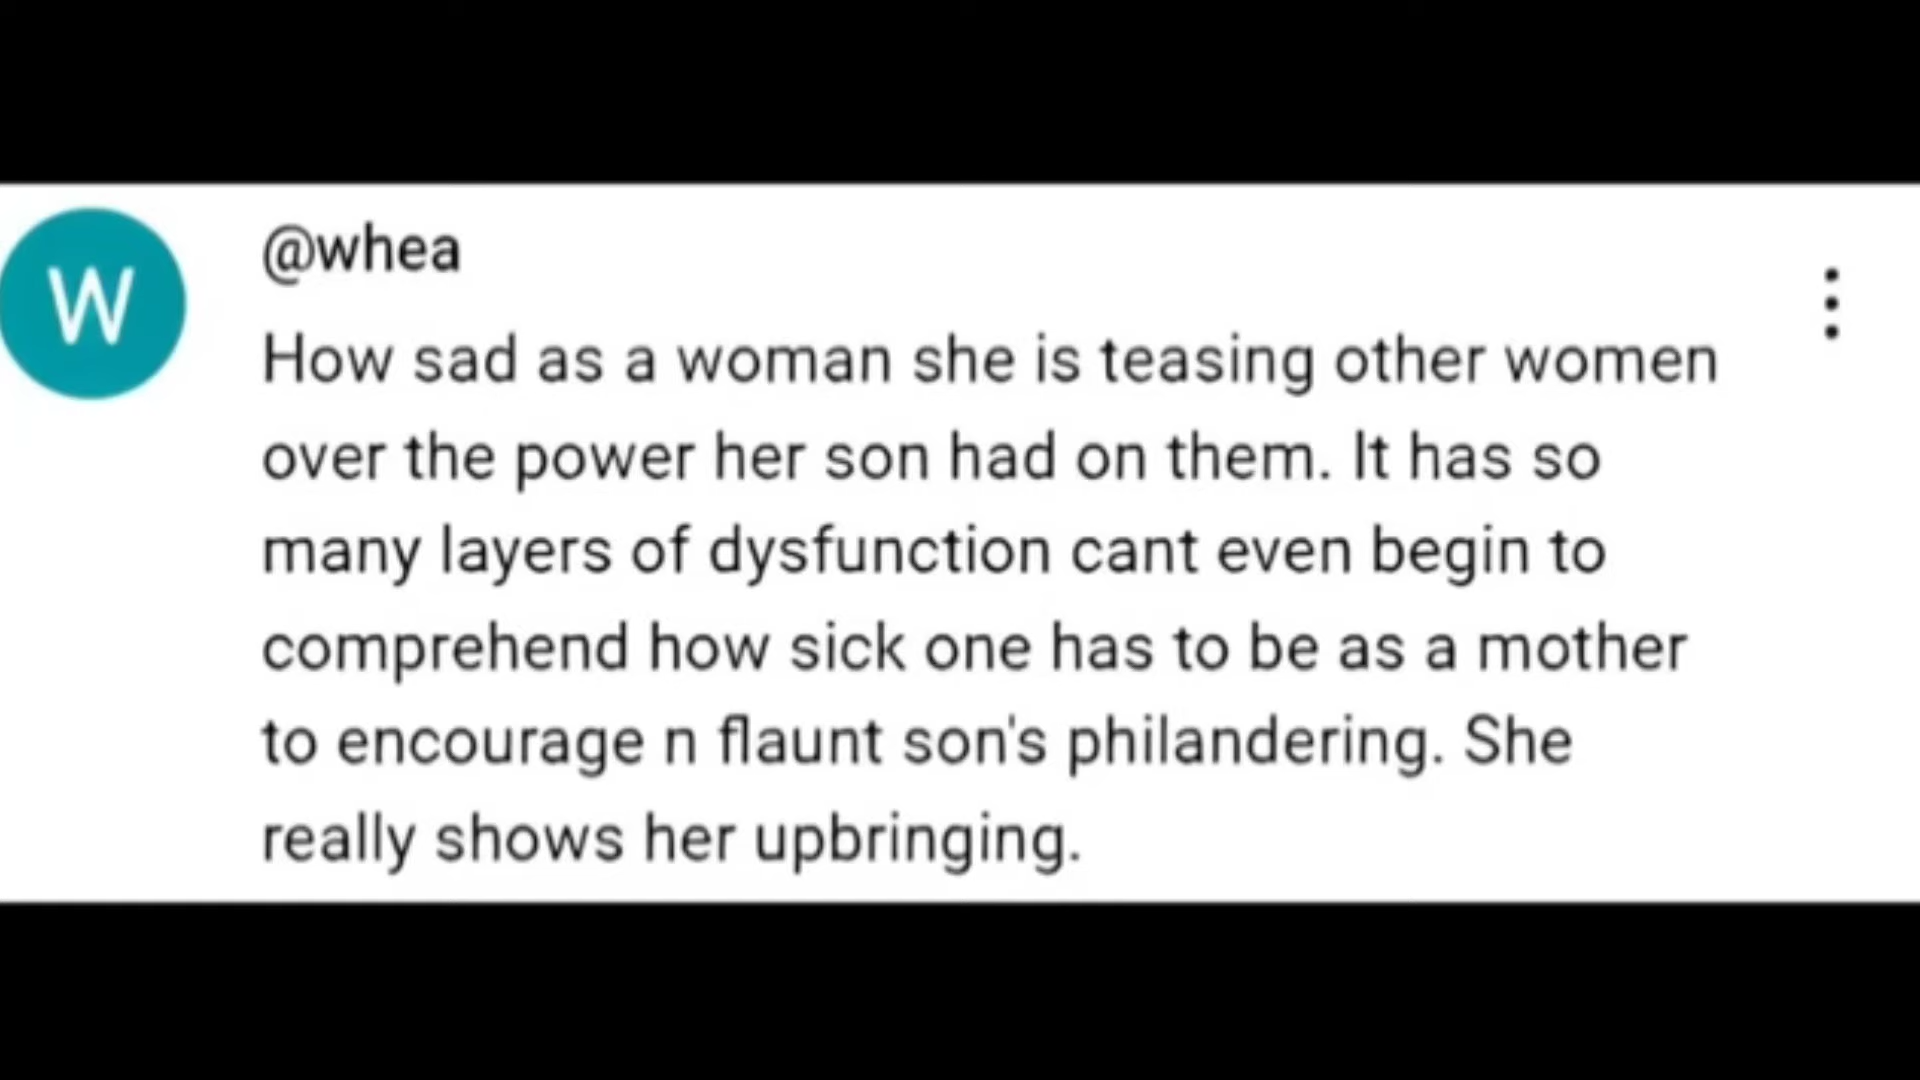 W
@whea
How sad as a woman she is teasing other women
over the power her son had on them. It has so
many layers of dysfunction cant even begin to
comprehend how sick one has to be as a mother
to encourage n flaunt son's philandering. She
really shows her upbringing.